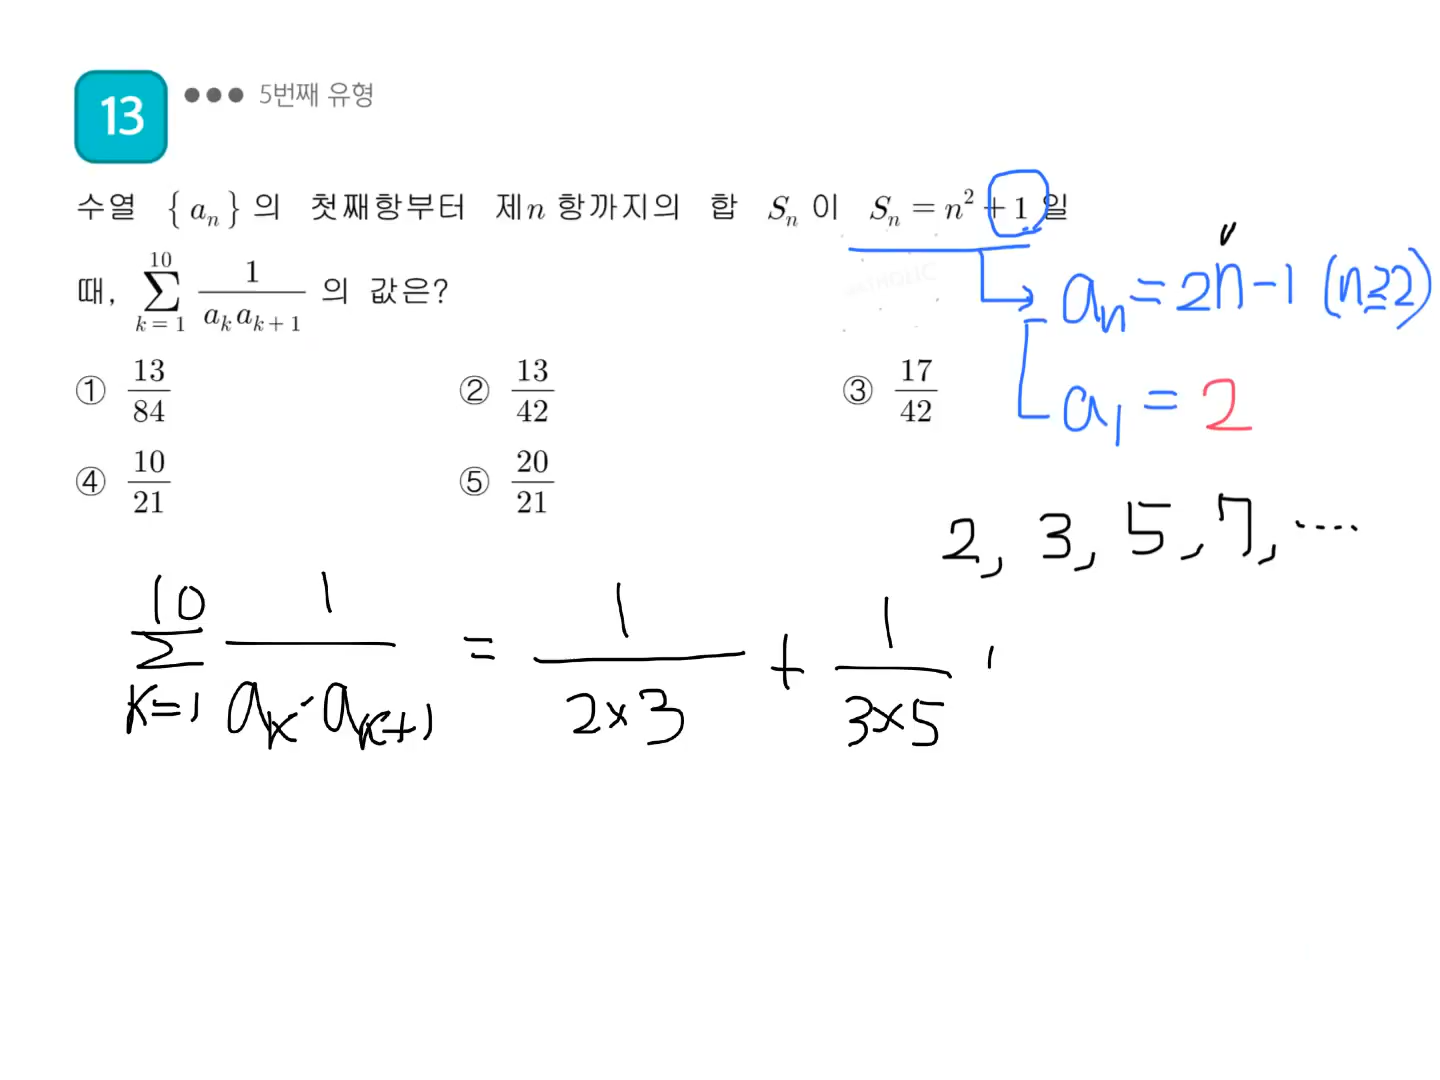 13 ●●● 5번째 유형
수열 { aₙ }의 첫째항부터 제n항까지의 합 Sₙ이 Sₙ = n² + 1일
때, ∑_{k=1}^{10} 1/(aₖaₖ₊₁) 의 값은?
aₙ = 2n-1 (n≥2)
a₁ = 2
① 13/84 ② 13/42 ③ 17/42
④ 10/21 ⑤ 20/21
2, 3, 5, 7, ····
∑_{k=1}^{10} 1/(aₖ·aₖ₊₁) = 1/(2×3) + 1/(3×5)